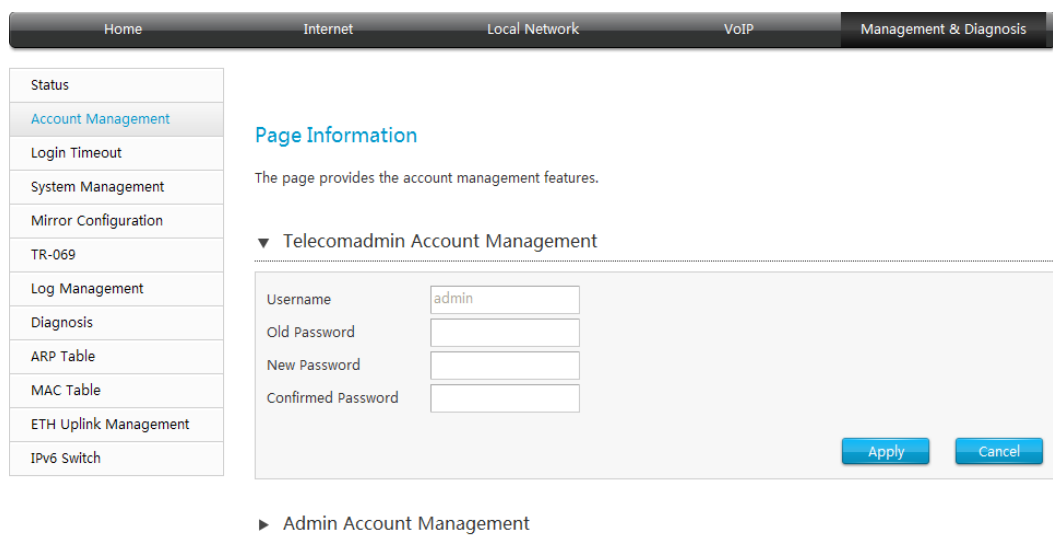 Home Internet Local Network VoIP Management & Diagnosis
Status
Account Management
Login Timeout
System Management
Mirror Configuration
TR-069
Log Management
Diagnosis
ARP Table
MAC Table
ETH Uplink Management
IPv6 Switch
Page Information
The page provides the account management features.
Telecomadmin Account Management
Username admin
Old Password
New Password
Confirmed Password
Apply Cancel
Admin Account Management